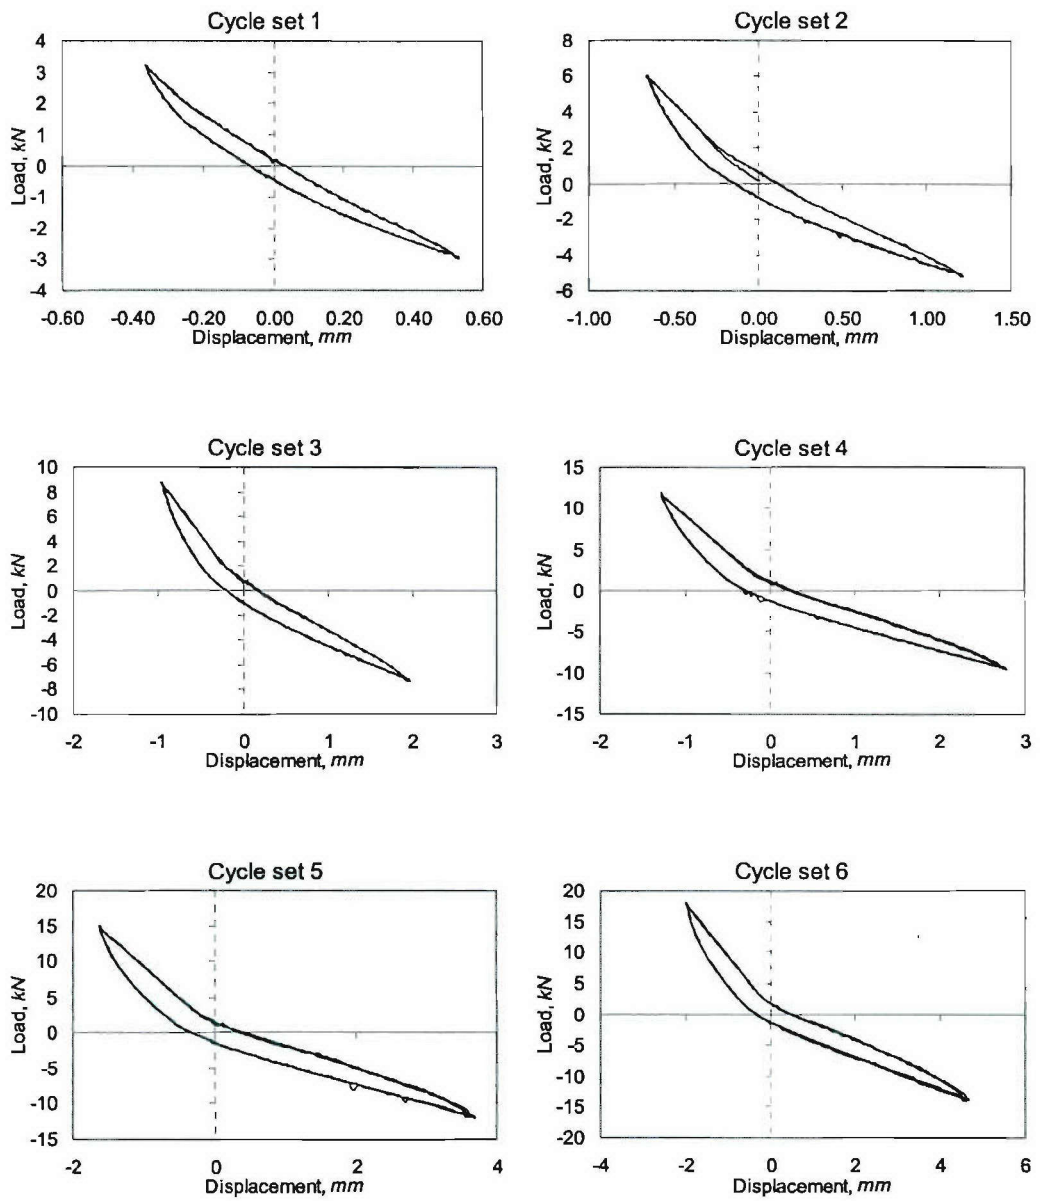 Cycle set 1
4
3
2
1
0
-1
-2
-3
-4
Load, kN
-0.60 -0.40 -0.20 0.00 0.20 0.40 0.60
Displacement, mm
Cycle set 2
8
6
4
2
0
-2
-4
-6
Load, kN
-1.00 -0.50 0.00 0.50 1.00 1.50
Displacement, mm
Cycle set 3
10
8
6
4
2
0
-2
-4
-6
-8
-10
Load, kN
-2 -1 0 1 2 3
Displacement, mm
Cycle set 4
15
10
5
0
-5
-10
-15
Load, kN
-2 -1 0 1 2 3
Displacement, mm
Cycle set 5
20
15
10
5
0
-5
-10
-15
Load, kN
-2 0 2 4
Displacement, mm
Cycle set 6
20
15
10
5
0
-5
-10
-15
-20
Load, kN
-4 -2 0 2 4 6
Displacement, mm